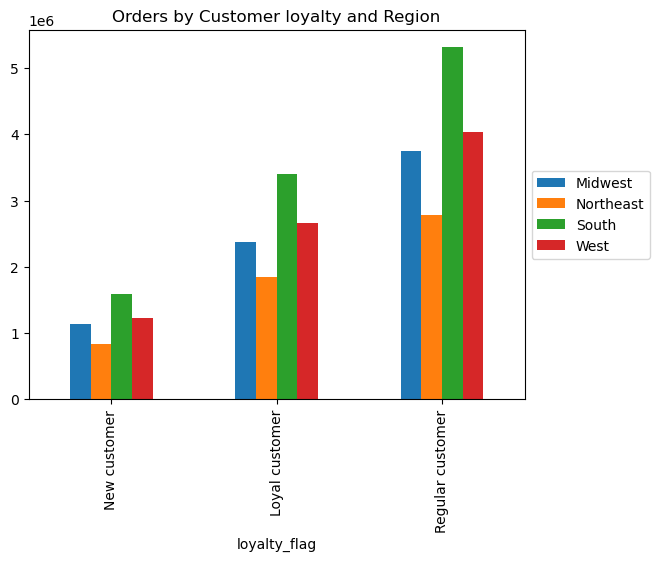 Orders by Customer loyalty and Region
1e6
5
4
3
2
1
0
New customer
Loyal customer
Regular customer
loyalty_flag
Midwest
Northeast
South
West